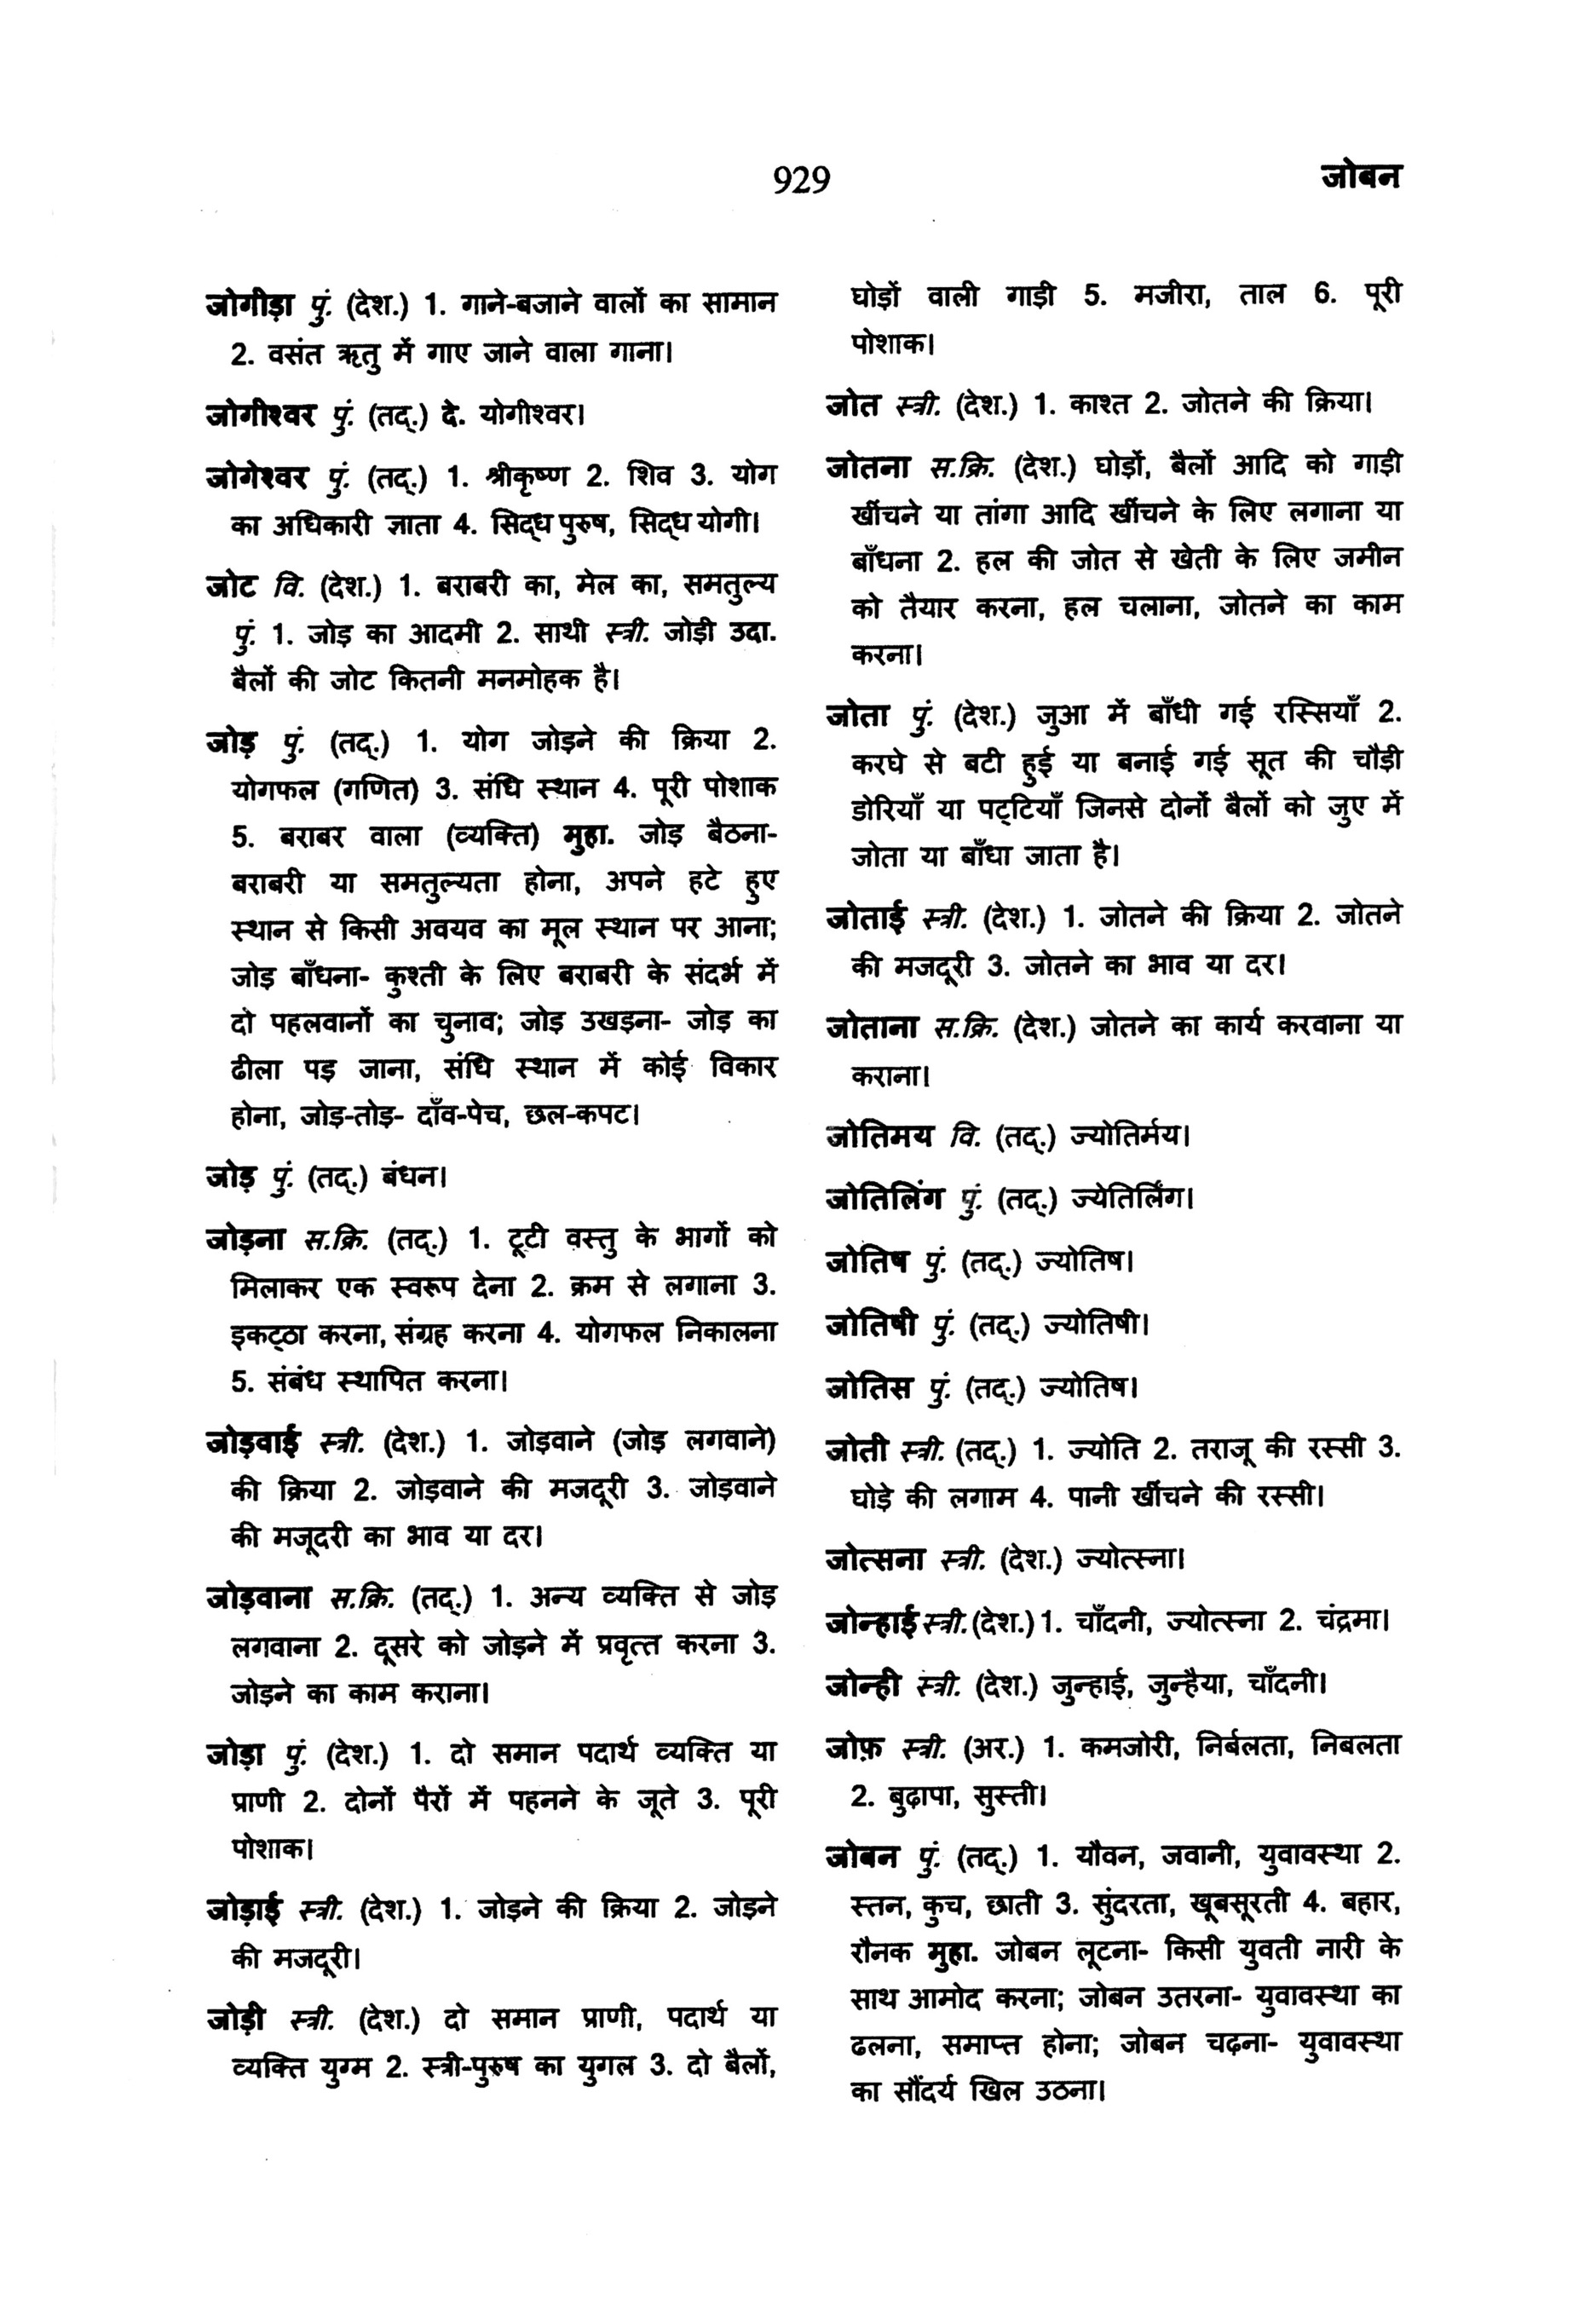 929
जोबन
जोगीड़ा पुं. (देश.) 1. गाने-बजाने वालों का सामान
2. वसंत ऋतु में गाए जाने वाला गाना।
जोगीश्वर पुं. (तद्.) दे. योगीश्वर।
जोगेश्वर पुं. (तद्.) 1. श्रीकृष्ण 2. शिव 3. योग
का अधिकारी ज्ञाता 4. सिद्ध पुरुष, सिद्ध योगी।
जोट वि. (देश.) 1. बराबरी का, मेल का, समतुल्य
पुं. 1. जोड़ का आदमी 2. साथी स्त्री. जोड़ी उदा.
बैलों की जोट कितनी मनमोहक है।
जोड़ पुं. (तद्.) 1. योग जोड़ने की क्रिया 2.
योगफल (गणित) 3. संधि स्थान 4. पूरी पोशाक
5. बराबर वाला (व्यक्ति) मुहा. जोड़ बैठना-
बराबरी या समतुल्यता होना, अपने हटे हुए
स्थान से किसी अवयव का मूल स्थान पर आना;
जोड़ बाँधना- कुश्ती के लिए बराबरी के संदर्भ में
दो पहलवानों का चुनाव; जोड़ उखड़ना- जोड़ का
ढीला पड़ जाना, संधि स्थान में कोई विकार
होना, जोड़-तोड़- दाँव-पेच, छल-कपट।
जोड़ पुं. (तद्.) बंधन।
जोड़ना स.क्रि. (तद्.) 1. टूटी वस्तु के भागों को
मिलाकर एक स्वरूप देना 2. क्रम से लगाना 3.
इकट्ठा करना, संग्रह करना 4. योगफल निकालना
5. संबंध स्थापित करना।
जोड़वाई स्त्री. (देश.) 1. जोड़वाने (जोड़ लगवाने)
की क्रिया 2. जोड़वाने की मजदूरी 3. जोड़वाने
की मजूदरी का भाव या दर।
जोड़वाना स.क्रि. (तद्.) 1. अन्य व्यक्ति से जोड़
लगवाना 2. दूसरे को जोड़ने में प्रवृत्त करना 3.
जोड़ने का काम कराना।
जोड़ा पुं. (देश.) 1. दो समान पदार्थ व्यक्ति या
प्राणी 2. दोनों पैरों में पहनने के जूते 3. पूरी
पोशाक।
जोड़ाई स्त्री. (देश.) 1. जोड़ने की क्रिया 2. जोड़ने
की मजदूरी।
जोड़ी स्त्री. (देश.) दो समान प्राणी, पदार्थ या
व्यक्ति युग्म 2. स्त्री-पुरुष का युगल 3. दो बैलों,
घोड़ों वाली गाड़ी 5. मजीरा, ताल 6. पूरी
पोशाक।
जोत स्त्री. (देश.) 1. काश्त 2. जोतने की क्रिया।
जोतना स.क्रि. (देश.) घोड़ों, बैलों आदि को गाड़ी
खींचने या तांगा आदि खींचने के लिए लगाना या
बाँधना 2. हल की जोत से खेती के लिए जमीन
को तैयार करना, हल चलाना, जोतने का काम
करना।
जोता पुं. (देश.) जुआ में बाँधी गई रस्सियाँ 2.
करघे से बटी हुई या बनाई गई सूत की चौड़ी
डोरियाँ या पट्टियाँ जिनसे दोनों बैलों को जुए में
जोता या बाँधा जाता है।
जोताई स्त्री. (देश.) 1. जोतने की क्रिया 2. जोतने
की मजदूरी 3. जोतने का भाव या दर।
जोताना स.क्रि. (देश.) जोतने का कार्य करवाना या
कराना।
जोतिमय वि. (तद्.) ज्योतिर्मय।
जोतिलिंग पुं. (तद्.) ज्येतिर्लिंग।
जोतिष पुं. (तद्.) ज्योतिष।
जोतिषी पुं. (तद्.) ज्योतिषी।
जोतिस पुं. (तद्.) ज्योतिष।
जोती स्त्री. (तद्.) 1. ज्योति 2. तराजू की रस्सी 3.
घोड़े की लगाम 4. पानी खींचने की रस्सी।
जोत्सना स्त्री. (देश.) ज्योत्स्ना।
जोन्हाई स्त्री. (देश.) 1. चाँदनी, ज्योत्स्ना 2. चंद्रमा।
जोन्ही स्त्री. (देश.) जुन्हाई, जुन्हैया, चाँदनी।
जोफ़ स्त्री. (अर.) 1. कमजोरी, निर्बलता, निबलता
2. बुढ़ापा, सुस्ती।
जोबन पुं. (तद्.) 1. यौवन, जवानी, युवावस्था 2.
स्तन, कुच, छाती 3. सुंदरता, खूबसूरती 4. बहार,
रौनक मुहा. जोबन लूटना- किसी युवती नारी के
साथ आमोद करना; जोबन उतरना- युवावस्था का
ढलना, समाप्त होना; जोबन चढ़ना- युवावस्था
का सौंदर्य खिल उठना।